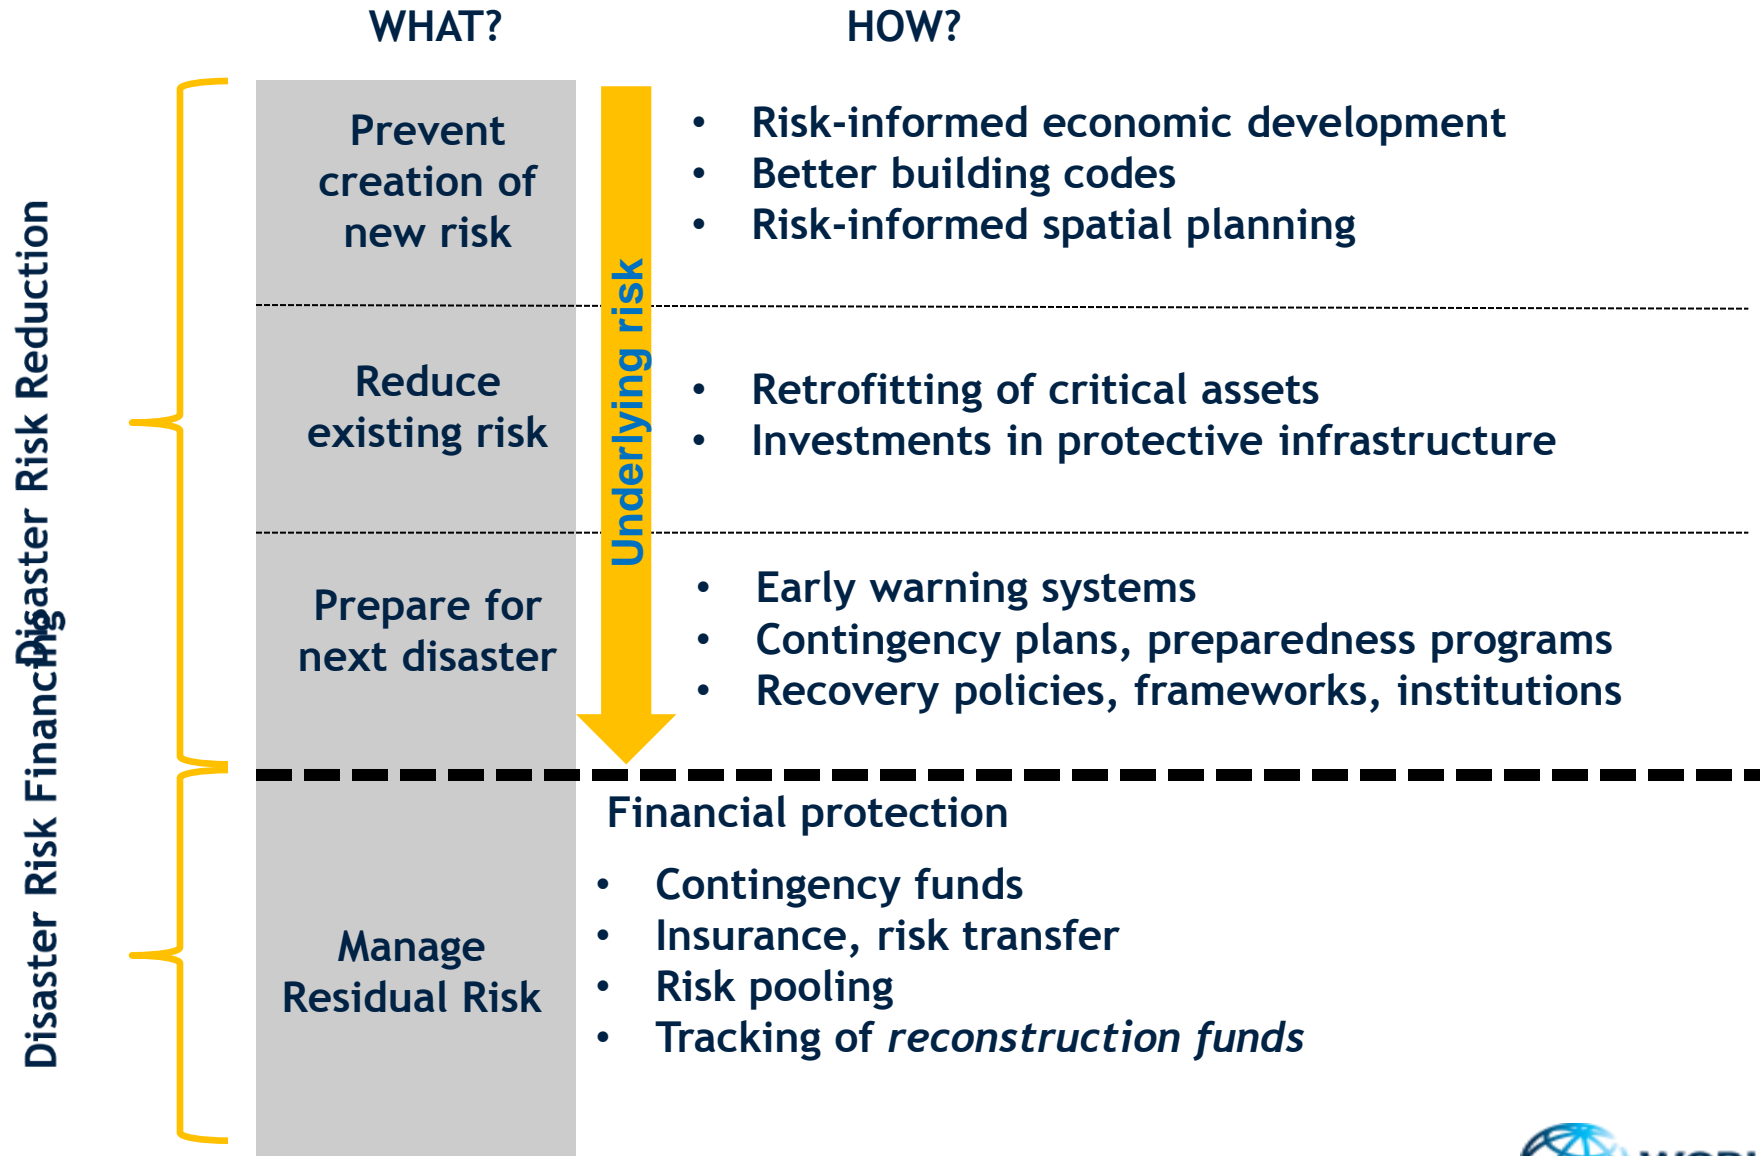 WHAT?
HOW?
Disaster Risk Reduction
Prevent
creation of
new risk
• Risk-informed economic development
• Better building codes
• Risk-informed spatial planning
Underlying risk
Reduce
existing risk
• Retrofitting of critical assets
• Investments in protective infrastructure
Prepare for
next disaster
• Early warning systems
• Contingency plans, preparedness programs
• Recovery policies, frameworks, institutions
Disaster Risk Financing
Manage
Residual Risk
Financial protection
• Contingency funds
• Insurance, risk transfer
• Risk pooling
• Tracking of reconstruction funds